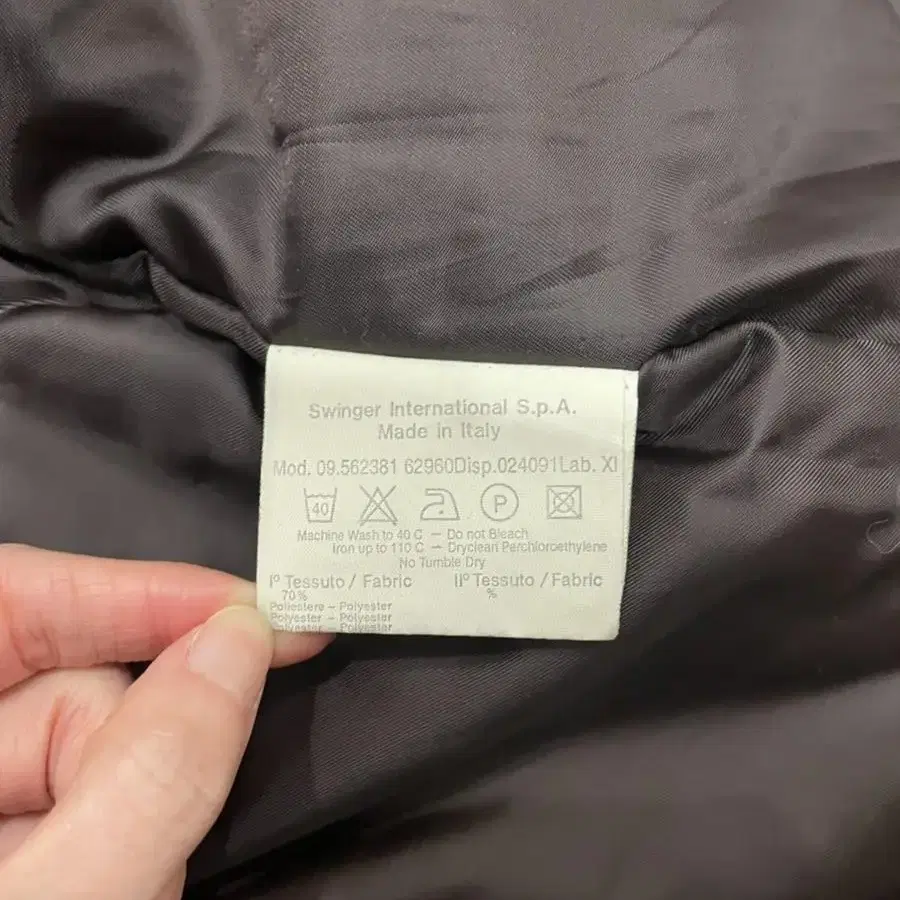 Swinger International S.p.A.
Made in Italy
Mod. 09.562381 62960Disp.024091Lab. XI
40 P
Machine Wash to 40 C – Do not Bleach
Iron up to 110 C – Dryclean Perchloroethylene
No Tumble Dry
I° Tessuto / Fabric II° Tessuto / Fabric
70% %
Poliestere – Polyester
Polyester – Polyester
Polyester – Polyester